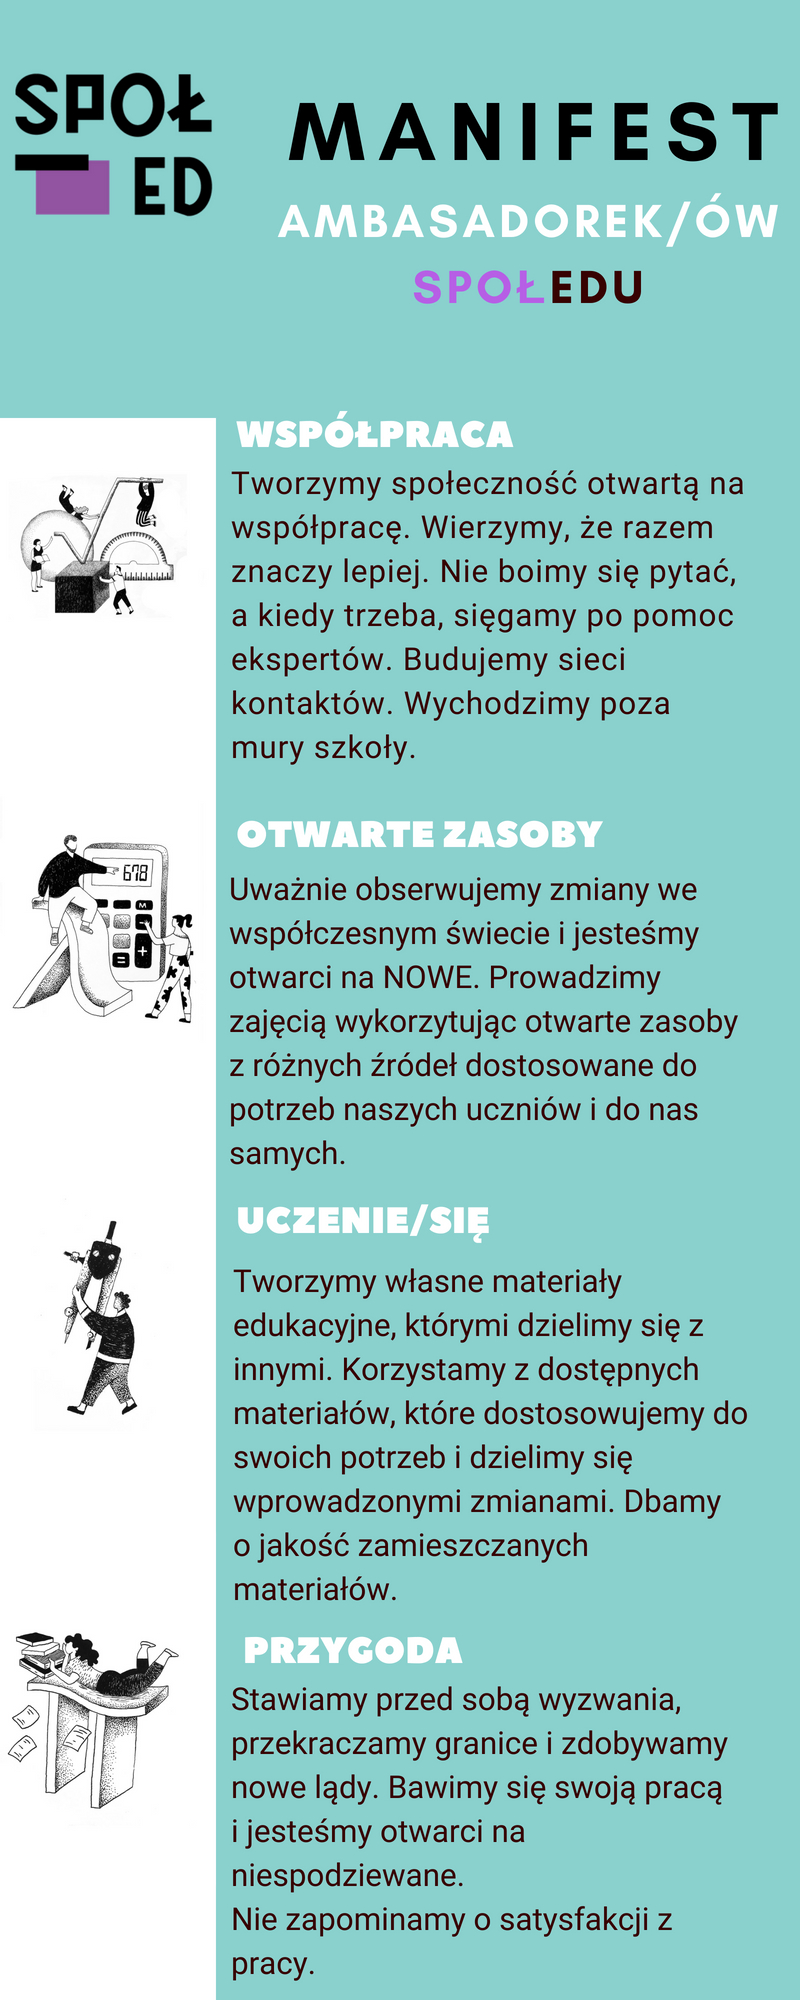 SPOŁ
ED
MANIFEST
AMBASADOREK/ÓW
SPOŁEDU
WSPÓŁPRACA
Tworzymy społeczność otwartą na
współpracę. Wierzymy, że razem
znaczy lepiej. Nie boimy się pytać,
a kiedy trzeba, sięgamy po pomoc
ekspertów. Budujemy sieci
kontaktów. Wychodzimy poza
mury szkoły.
678
M
-
=
+
OTWARTE ZASOBY
Uważnie obserwujemy zmiany we
współczesnym świecie i jesteśmy
otwarci na NOWE. Prowadzimy
zajęcią wykorzytując otwarte zasoby
z różnych źródeł dostosowane do
potrzeb naszych uczniów i do nas
samych.
UCZENIE/SIĘ
Tworzymy własne materiały
edukacyjne, którymi dzielimy się z
innymi. Korzystamy z dostępnych
materiałów, które dostosowujemy do
swoich potrzeb i dzielimy się
wprowadzonymi zmianami. Dbamy
o jakość zamieszczanych
materiałów.
PRZYGODA
Stawiamy przed sobą wyzwania,
przekraczamy granice i zdobywamy
nowe lądy. Bawimy się swoją pracą
i jesteśmy otwarci na
niespodziewane.
Nie zapominamy o satysfakcji z
pracy.